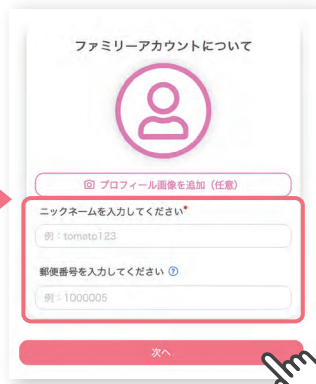 ファミリーアカウントについて
プロフィール画像を追加（任意）
ニックネームを入力してください*
例：tomato123
郵便番号を入力してください ?
例：1000005
次へ